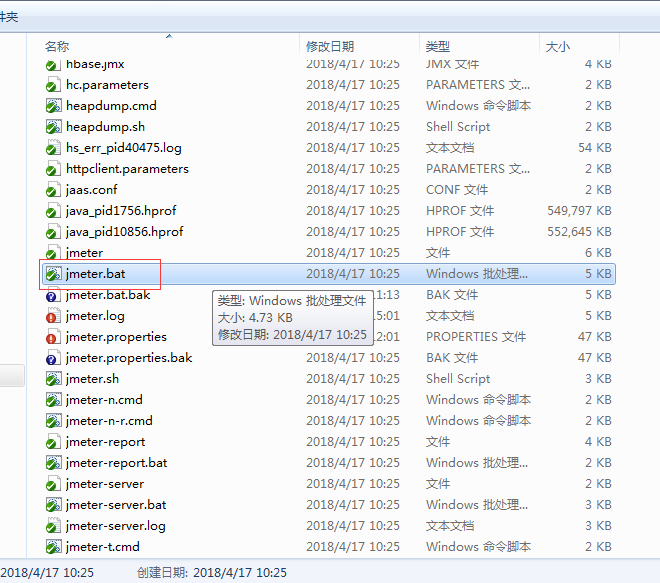 件夹
名称 修改日期 类型 大小
hbase.jmx 2018/4/17 10:25 JMX 文件 4 KB
hc.parameters 2018/4/17 10:25 PARAMETERS 文... 2 KB
heapdump.cmd 2018/4/17 10:25 Windows 命令脚本 2 KB
heapdump.sh 2018/4/17 10:25 Shell Script 2 KB
hs_err_pid40475.log 2018/4/17 10:25 文本文档 54 KB
httpclient.parameters 2018/4/17 10:25 PARAMETERS 文... 2 KB
jaas.conf 2018/4/17 10:25 CONF 文件 2 KB
java_pid1756.hprof 2018/4/17 10:25 HPROF 文件 549,797 KB
java_pid10856.hprof 2018/4/17 10:25 HPROF 文件 552,645 KB
jmeter 2018/4/17 10:25 文件 6 KB
jmeter.bat 2018/4/17 10:25 Windows 批处理... 5 KB
jmeter.bat.bak 11:13 BAK 文件 5 KB
jmeter.log 5:01 文本文档 5 KB
jmeter.properties 2:01 PROPERTIES 文件 47 KB
类型: Windows 批处理文件
大小: 4.73 KB
修改日期: 2018/4/17 10:25
jmeter.properties.bak 2018/4/17 10:25 BAK 文件 47 KB
jmeter.sh 2018/4/17 10:25 Shell Script 3 KB
jmeter-n.cmd 2018/4/17 10:25 Windows 命令脚本 2 KB
jmeter-n-r.cmd 2018/4/17 10:25 Windows 命令脚本 2 KB
jmeter-report 2018/4/17 10:25 文件 4 KB
jmeter-report.bat 2018/4/17 10:25 Windows 批处理... 2 KB
jmeter-server 2018/4/17 10:25 文件 2 KB
jmeter-server.bat 2018/4/17 10:25 Windows 批处理... 3 KB
jmeter-server.log 2018/4/17 10:25 文本文档 3 KB
jmeter-t.cmd 2018/4/17 10:25 Windows 命令脚本 2 KB
2018/4/17 10:25 创建日期: 2018/4/17 10:25